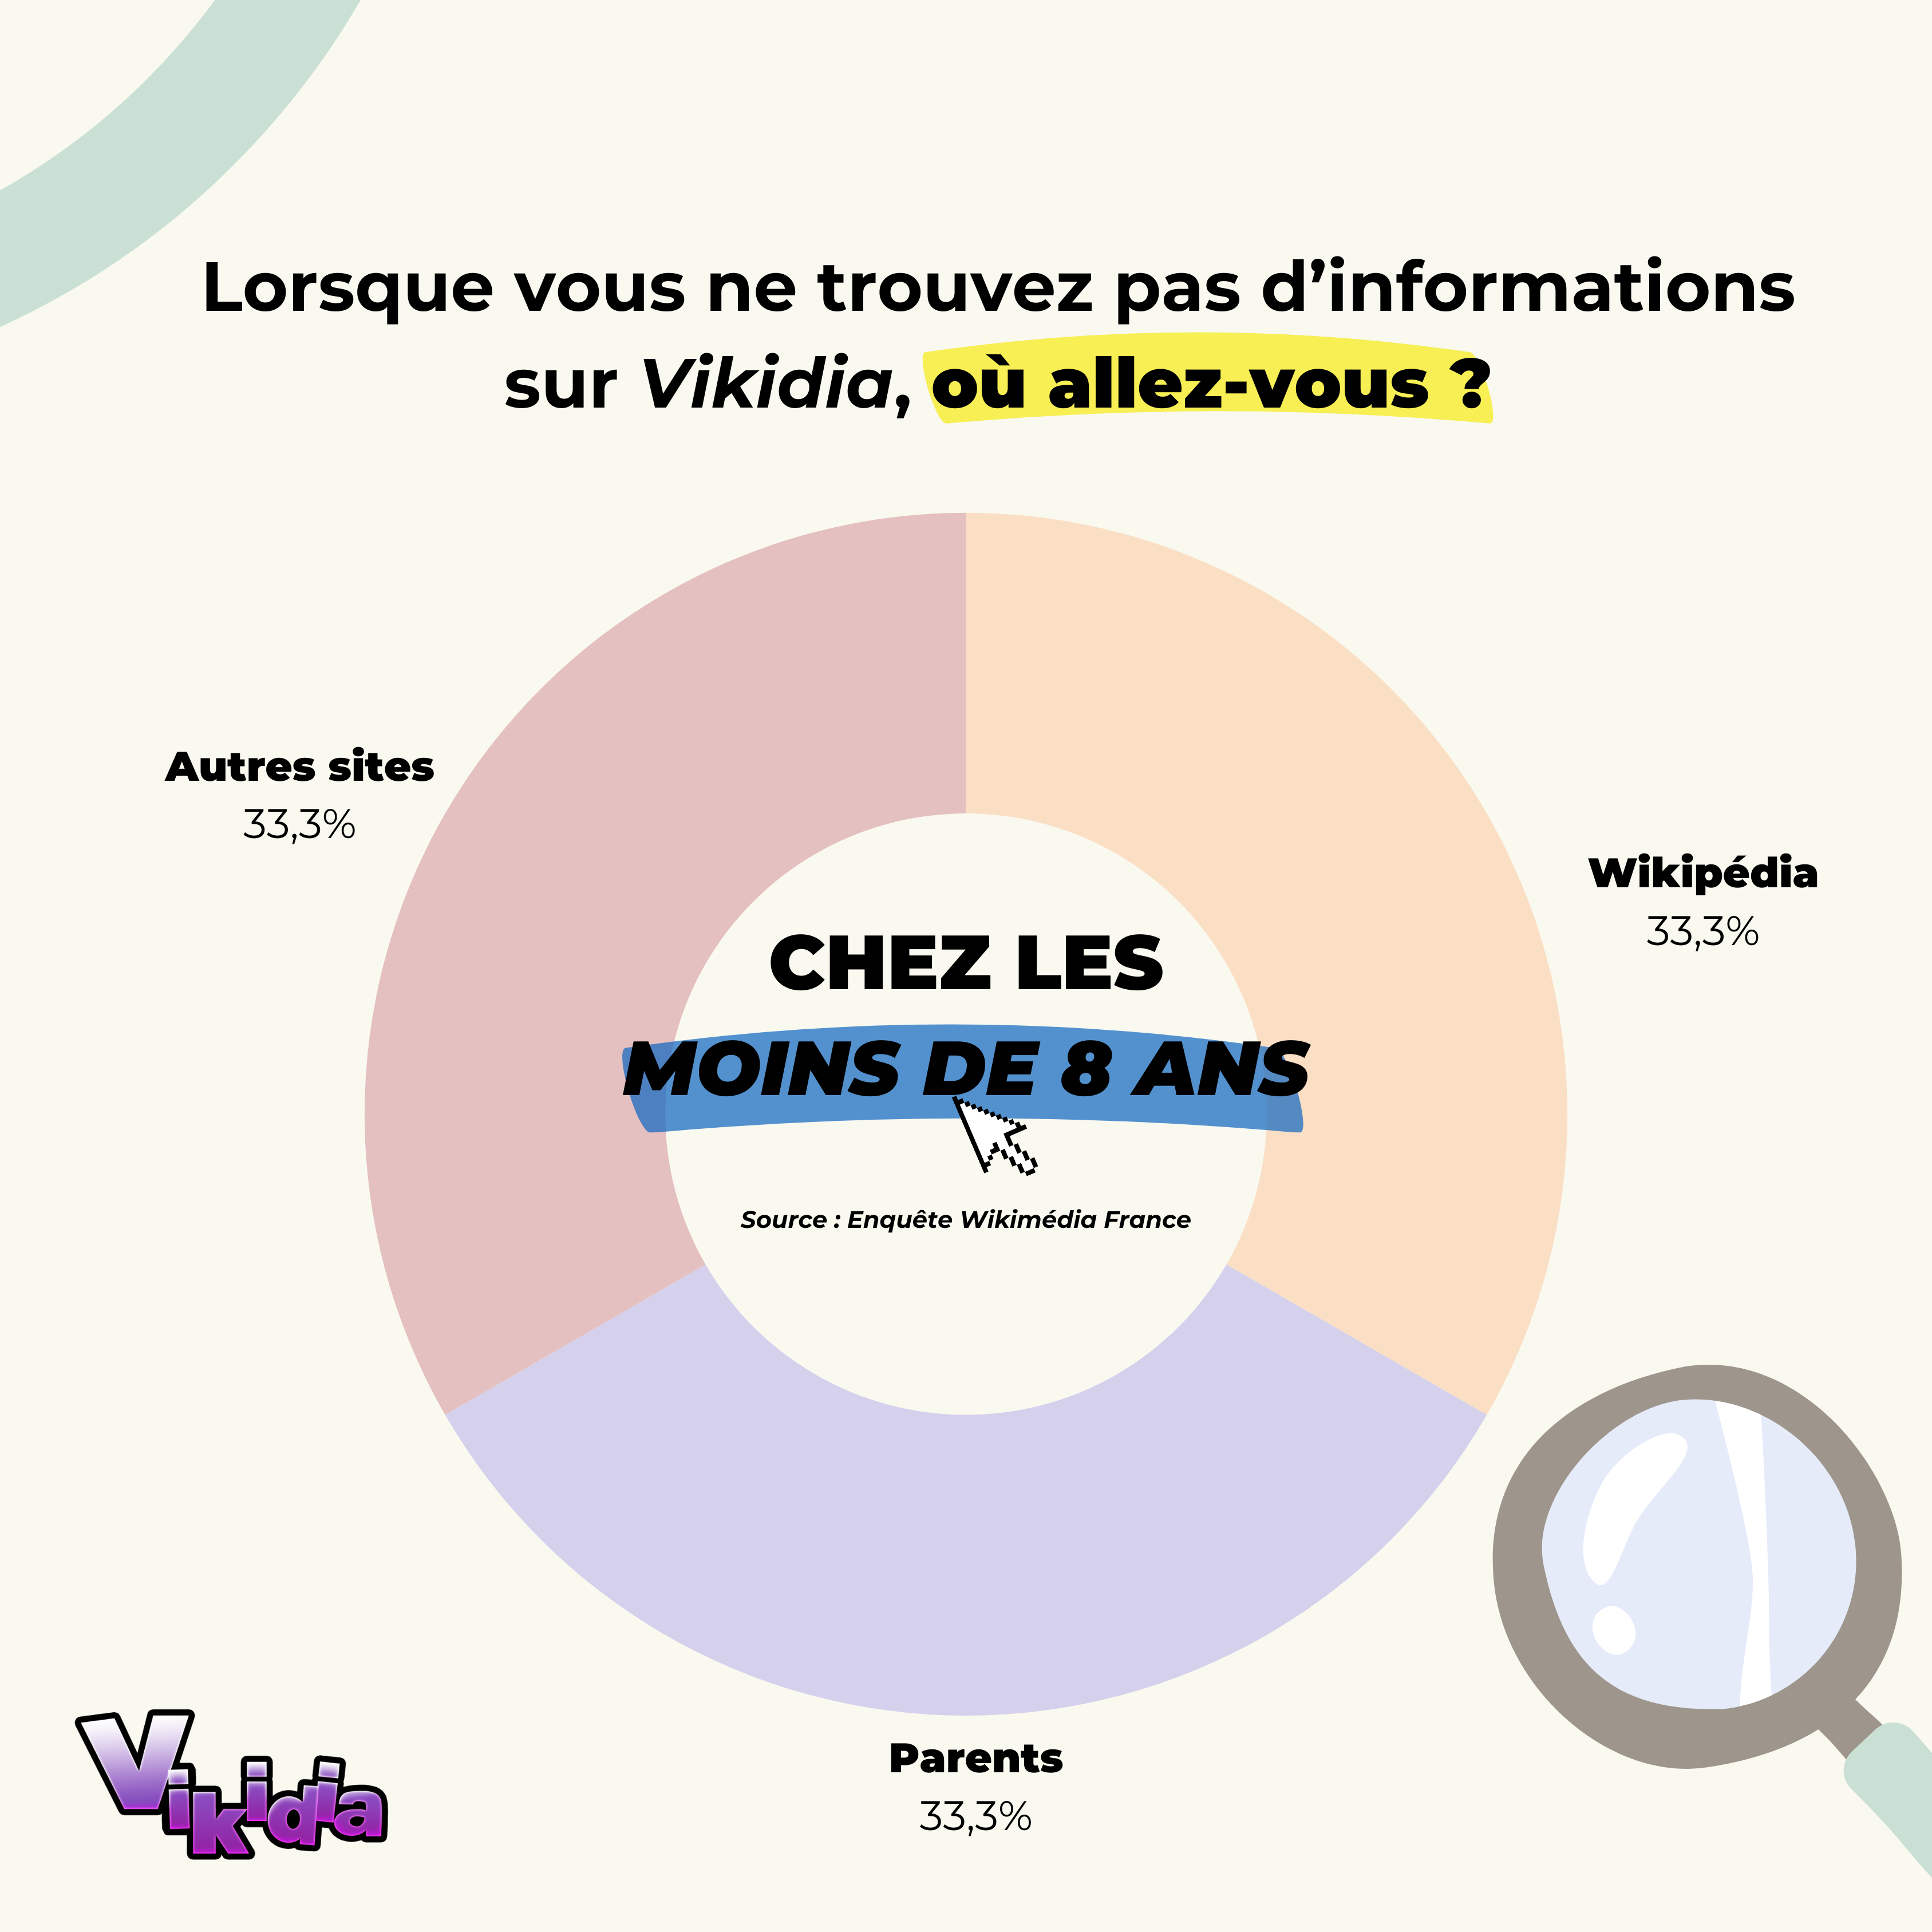 Lorsque vous ne trouvez pas d’informations
sur Vikidia, où allez-vous ?
Autres sites
33,3%
Wikipédia
33,3%
CHEZ LES
MOINS DE 8 ANS
Source : Enquête Wikimédia France
Parents
33,3%
Vikidia